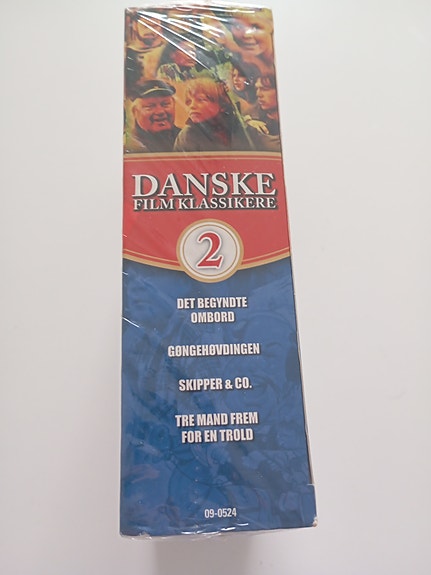 DANSKE
FILM KLASSIKERE
2
DET BEGYNDTE
OMBORD
GØNGEHØVDINGEN
SKIPPER & CO.
TRE MAND FREM
FOR EN TROLD
09-0524